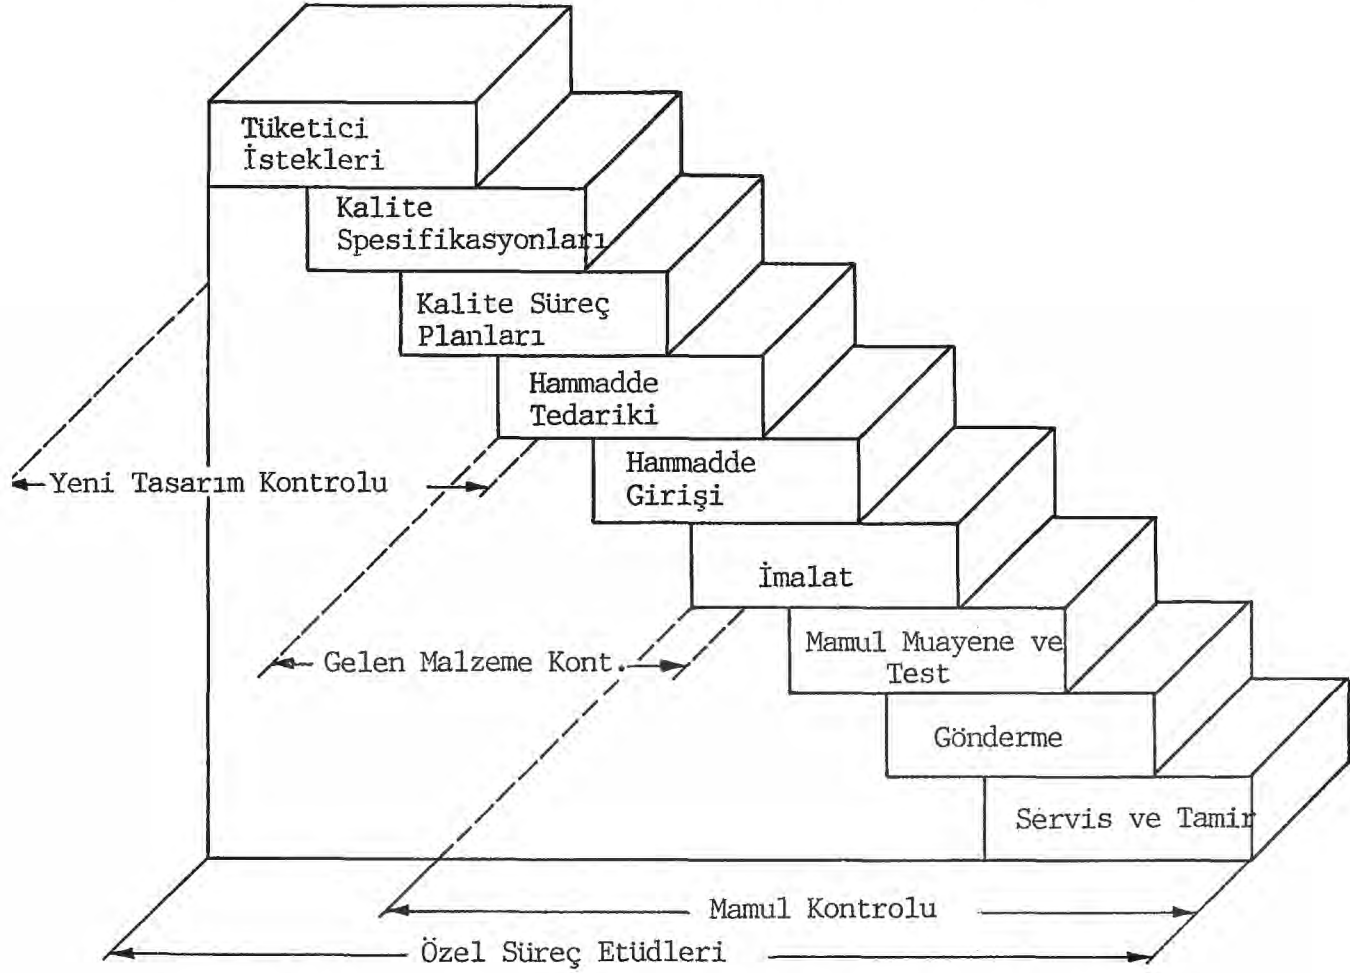 Tüketici
İstekleri
Kalite
Spesifikasyonları
Kalite Süreç
Planları
Hammadde
Tedariki
Hammadde
Girişi
Yeni Tasarım Kontrolu
İmalat
Mamul Muayene ve
Test
Gelen Malzeme Kont.
Gönderme
Servis ve Tamir
Mamul Kontrolu
Özel Süreç Etüdleri